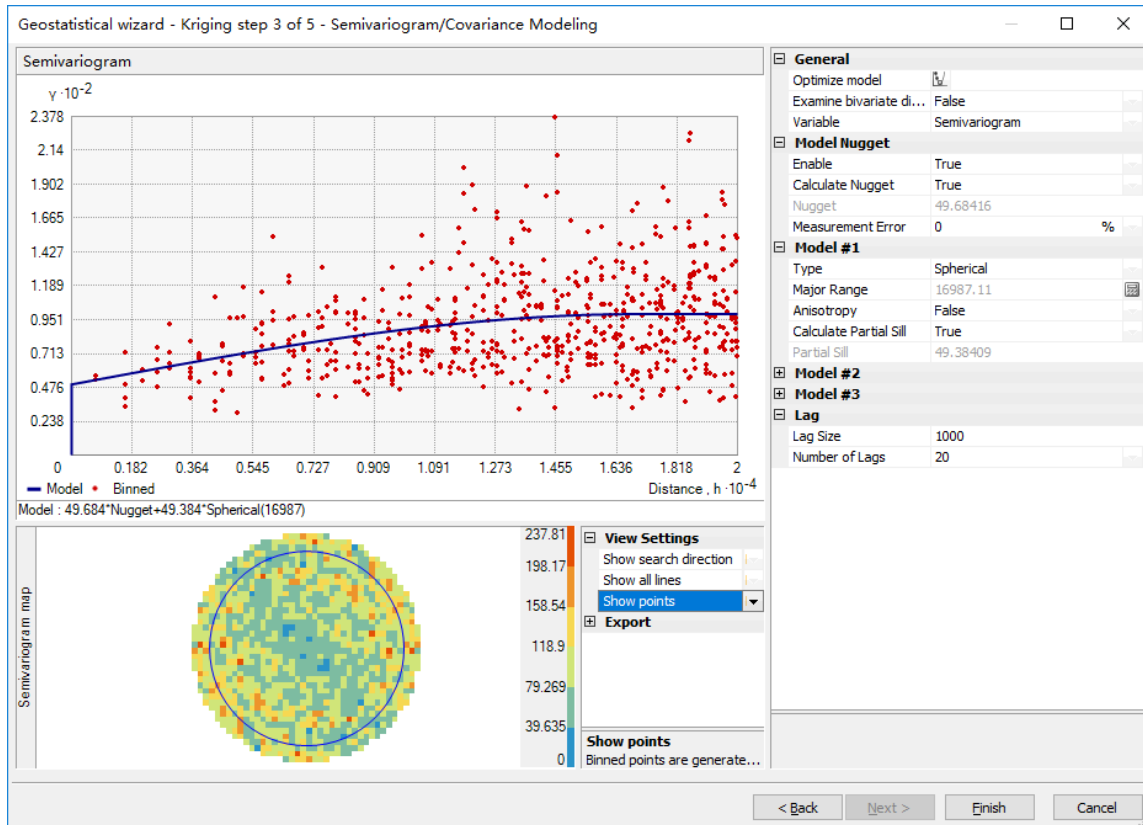 Geostatistical wizard - Kriging step 3 of 5 - Semivariogram/Covariance Modeling
Semivariogram
γ ·10⁻²
2.378
2.14
1.902
1.665
1.427
1.189
0.951
0.713
0.476
0.238
0 0.182 0.364 0.545 0.727 0.909 1.091 1.273 1.455 1.636 1.818 2
Model Binned Distance , h ·10⁻⁴
Model : 49.684*Nugget+49.384*Spherical(16987)
Semivariogram map
237.81
198.17
158.54
118.9
79.269
39.635
0
View Settings
Show search direction
Show all lines
Show points
Export
Show points
Binned points are generate...
General
Optimize model
Examine bivariate di... False
Variable Semivariogram
Model Nugget
Enable True
Calculate Nugget True
Nugget 49.68416
Measurement Error 0 %
Model #1
Type Spherical
Major Range 16987.11
Anisotropy False
Calculate Partial Sill True
Partial Sill 49.38409
Model #2
Model #3
Lag
Lag Size 1000
Number of Lags 20
< Back Next > Finish Cancel